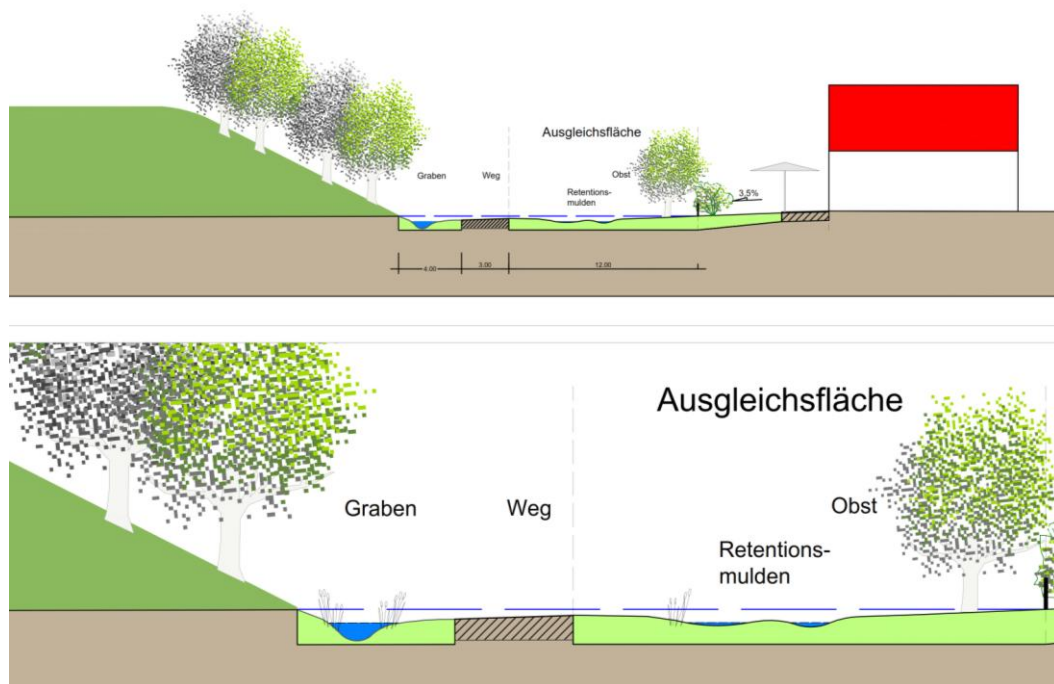 Ausgleichsfläche
Graben
Weg
Obst
Retentions-
mulden
3,5%
4.00
3.00
12.00
Ausgleichsfläche
Graben
Weg
Obst
Retentions-
mulden